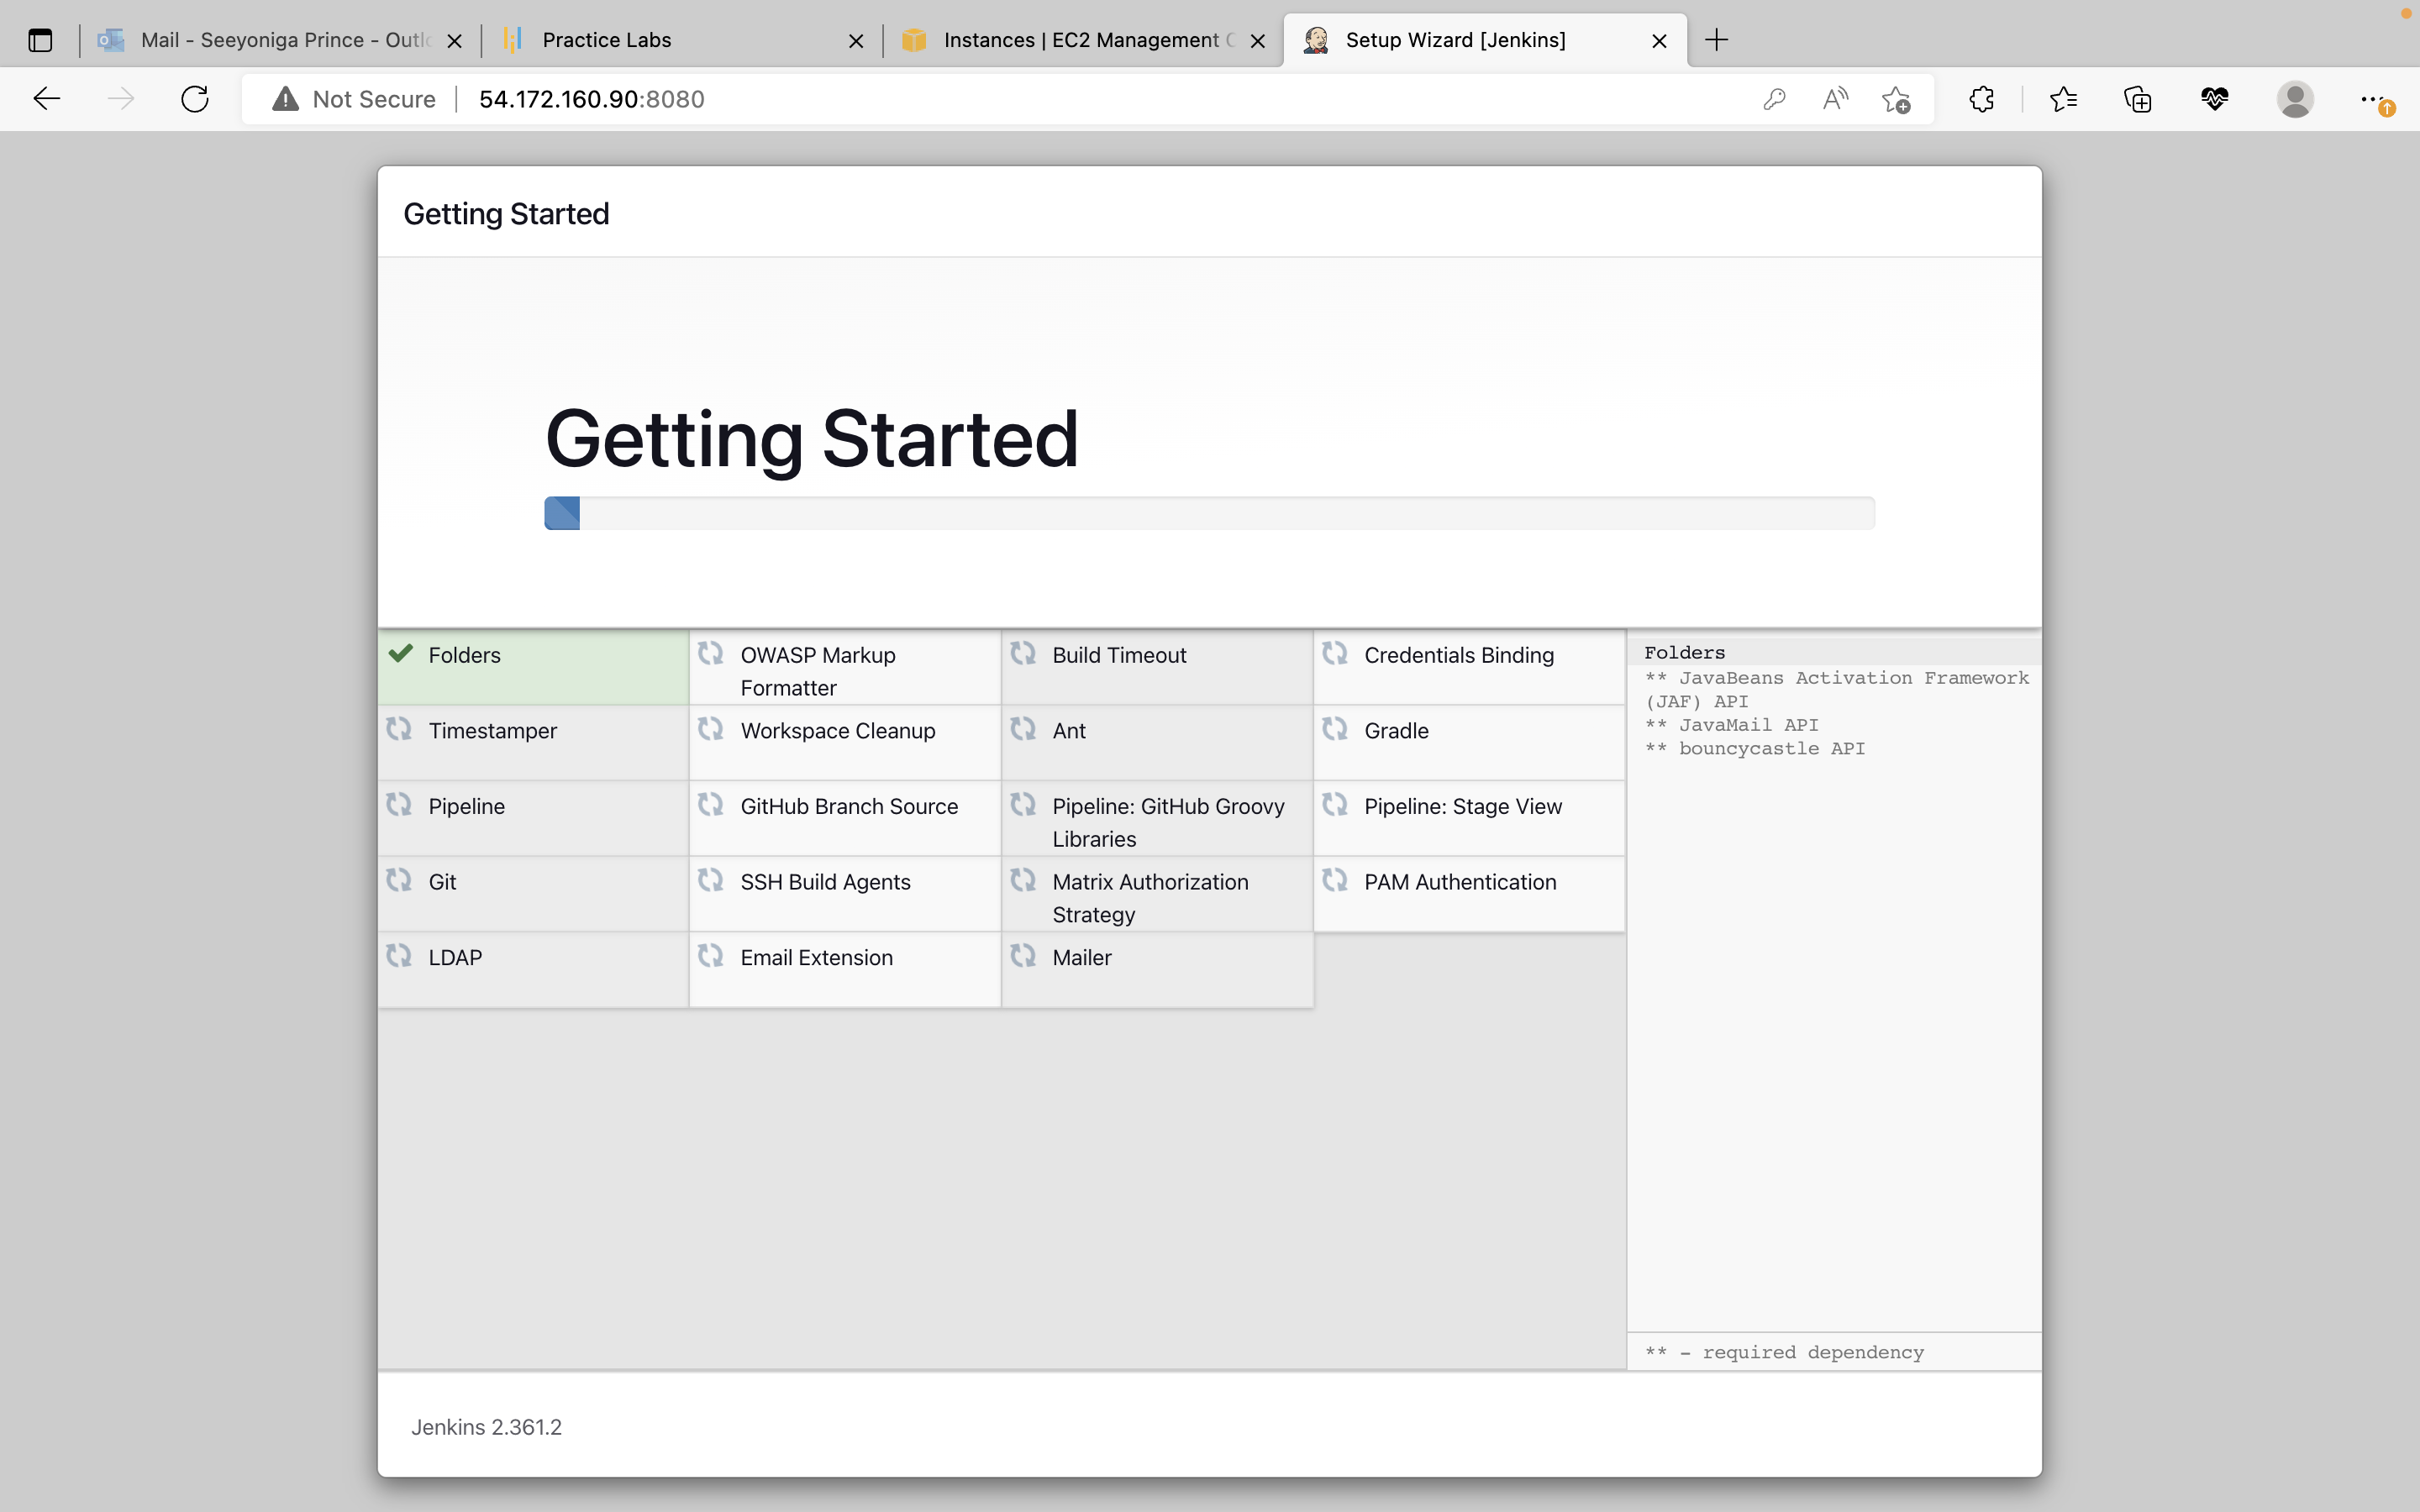 Mail - Seeyoniga Prince - Outlo
Practice Labs
Instances | EC2 Management C
Setup Wizard [Jenkins]
Not Secure
54.172.160.90:8080
Getting Started
Getting Started
Folders
OWASP Markup
Formatter
Build Timeout
Credentials Binding
Timestamper
Workspace Cleanup
Ant
Gradle
Pipeline
GitHub Branch Source
Pipeline: GitHub Groovy
Libraries
Pipeline: Stage View
Git
SSH Build Agents
Matrix Authorization
Strategy
PAM Authentication
LDAP
Email Extension
Mailer
Folders
** JavaBeans Activation Framework
(JAF) API
** JavaMail API
** bouncycastle API
** - required dependency
Jenkins 2.361.2